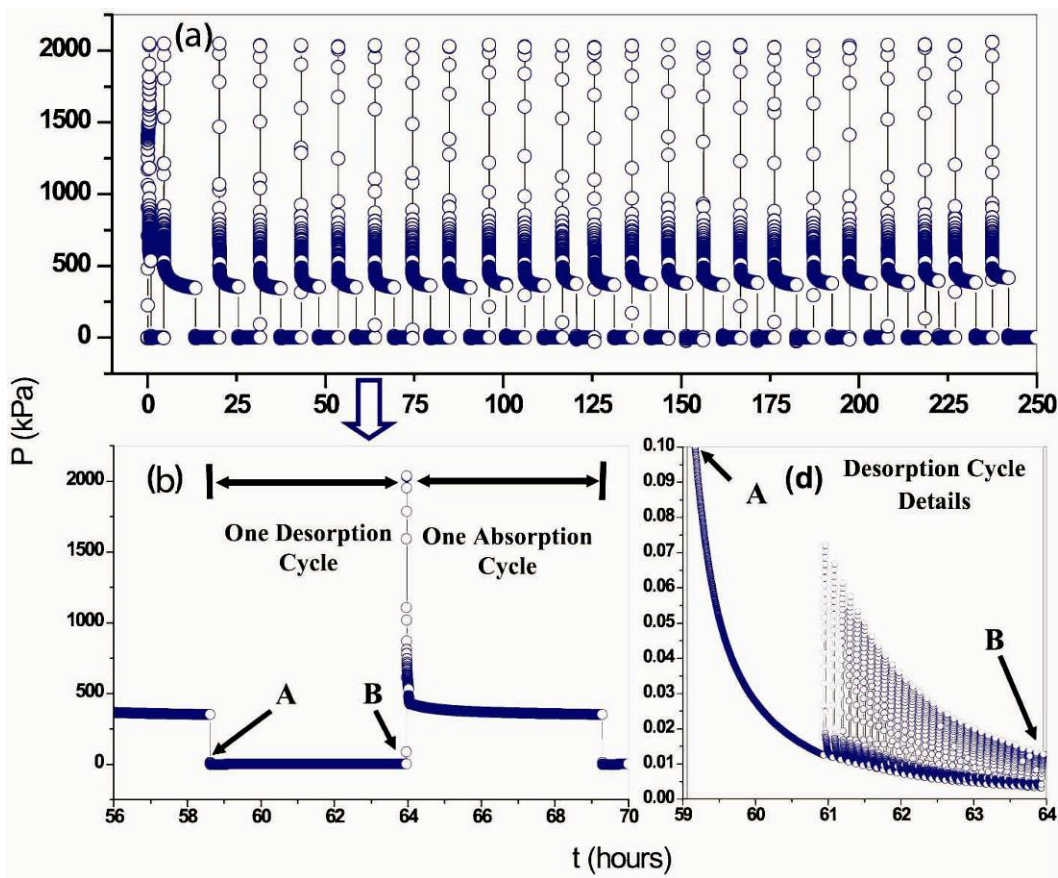 (a)
2000
1500
1000
500
0
0 25 50 75 100 125 150 175 200 225 250
P (kPa)
(b)
2000
1500
1000
500
0
One Desorption
Cycle
One Absorption
Cycle
A
B
56 58 60 62 64 66 68 70
(d)
Desorption Cycle
Details
0.10
0.09
0.08
0.07
0.06
0.05
0.04
0.03
0.02
0.01
0.00
A
B
59 60 61 62 63 64
t (hours)